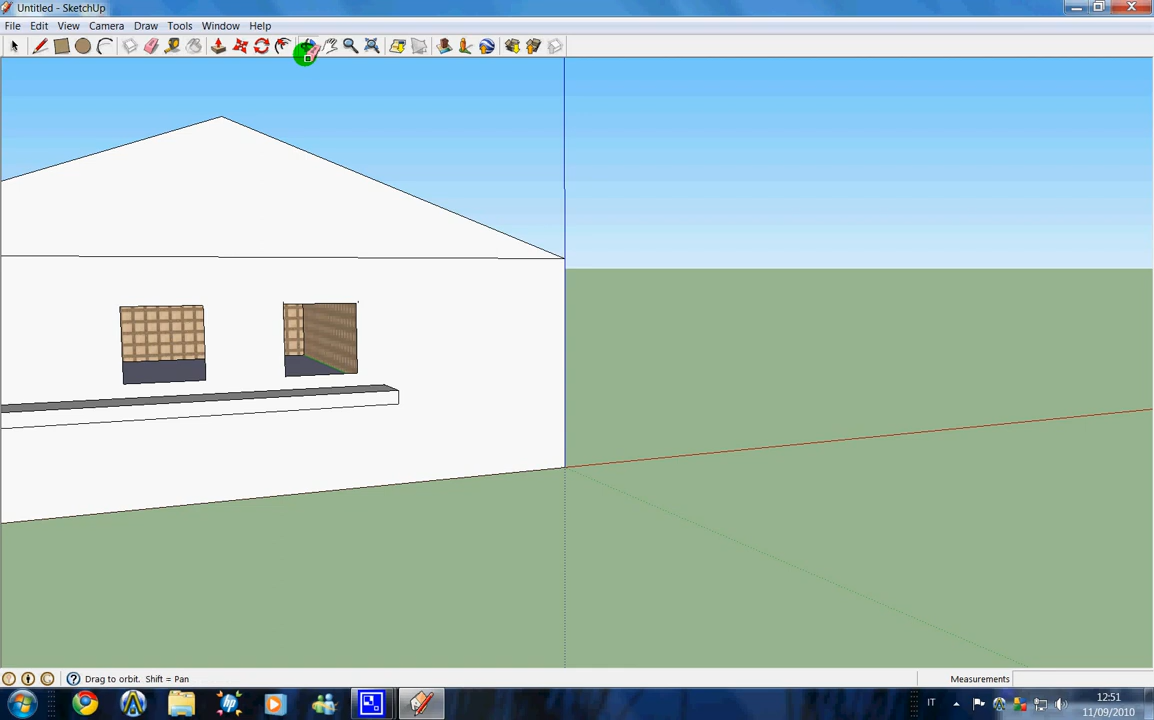 Untitled - SketchUp
File Edit View Camera Draw Tools Window Help
Drag to orbit. Shift = Pan
Measurements
IT
12:51
11/09/2010